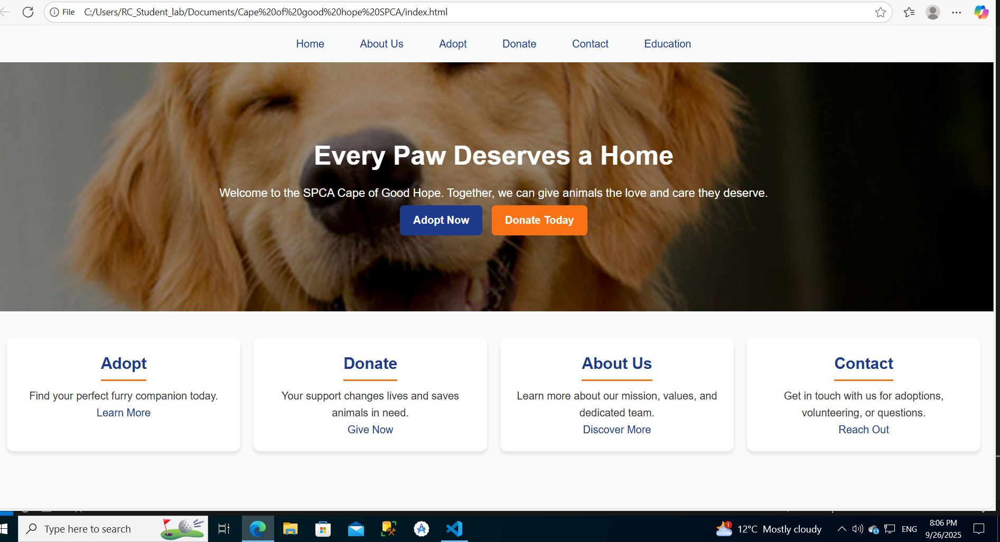 File C:/Users/RC_Student_lab/Documents/Cape%20of%20good%20hope%20SPCA/index.html
Home About Us Adopt Donate Contact Education
Every Paw Deserves a Home
Welcome to the SPCA Cape of Good Hope. Together, we can give animals the love and care they deserve.
Adopt Now Donate Today
Adopt
Find your perfect furry companion today.
Learn More
Donate
Your support changes lives and saves
animals in need.
Give Now
About Us
Learn more about our mission, values, and
dedicated team.
Discover More
Contact
Get in touch with us for adoptions,
volunteering, or questions.
Reach Out
Type here to search
1
12°C Mostly cloudy
ENG
8:06 PM
9/26/2025